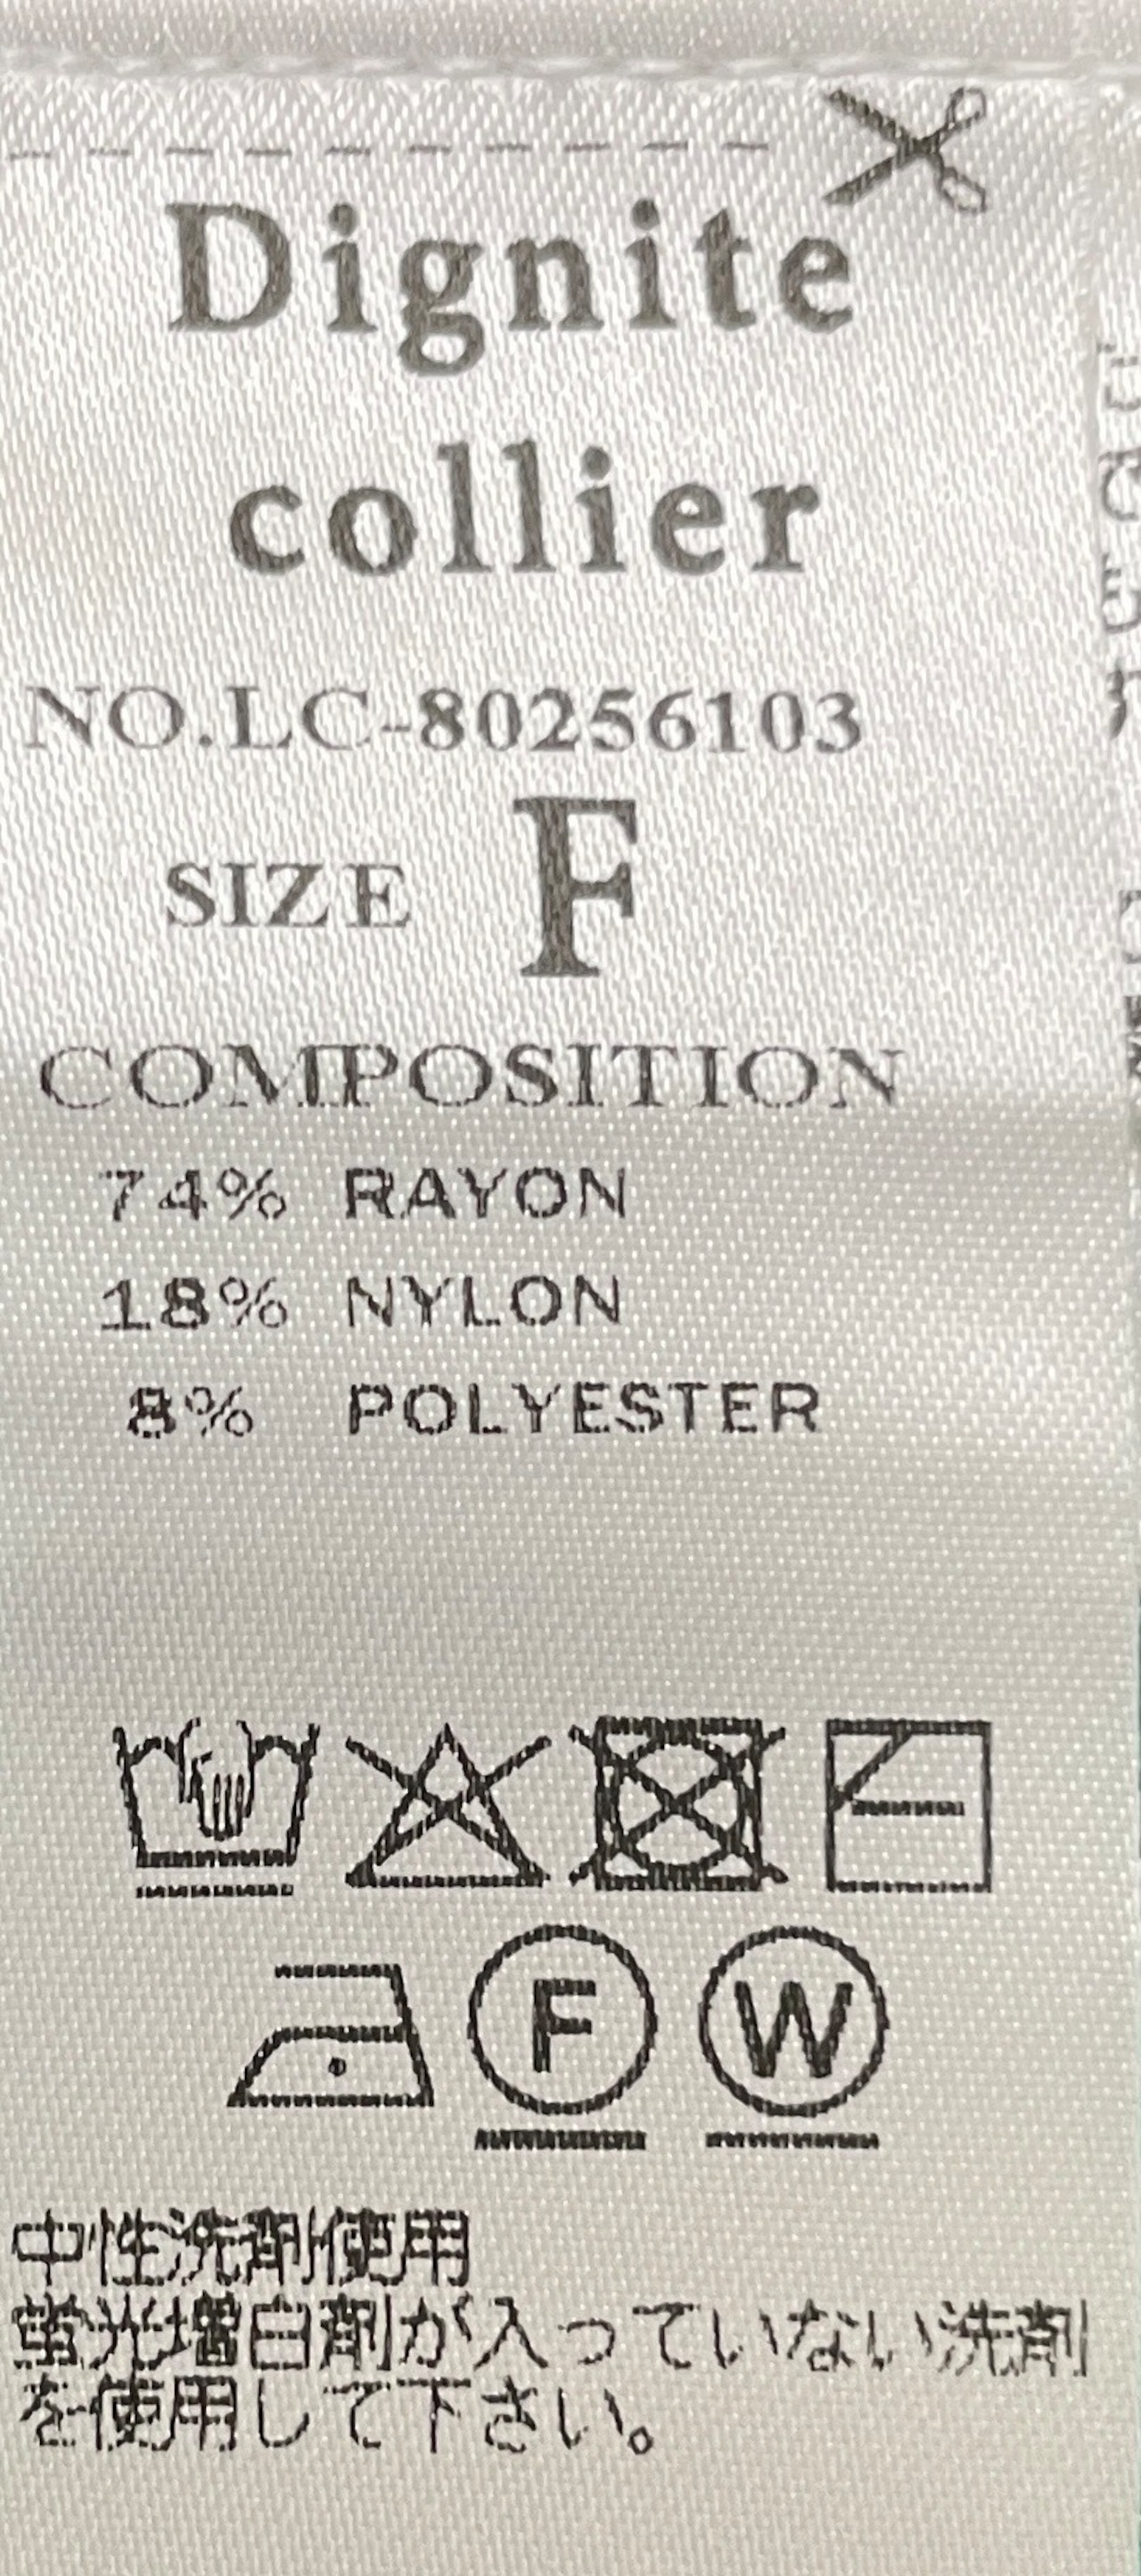 Dignite
collier
NO.LC-80256103
SIZE F
COMPOSITION
74% RAYON
18% NYLON
8% POLYESTER
F W
中性洗剤使用
蛍光増白剤が入っていない洗剤
を使用して下さい。